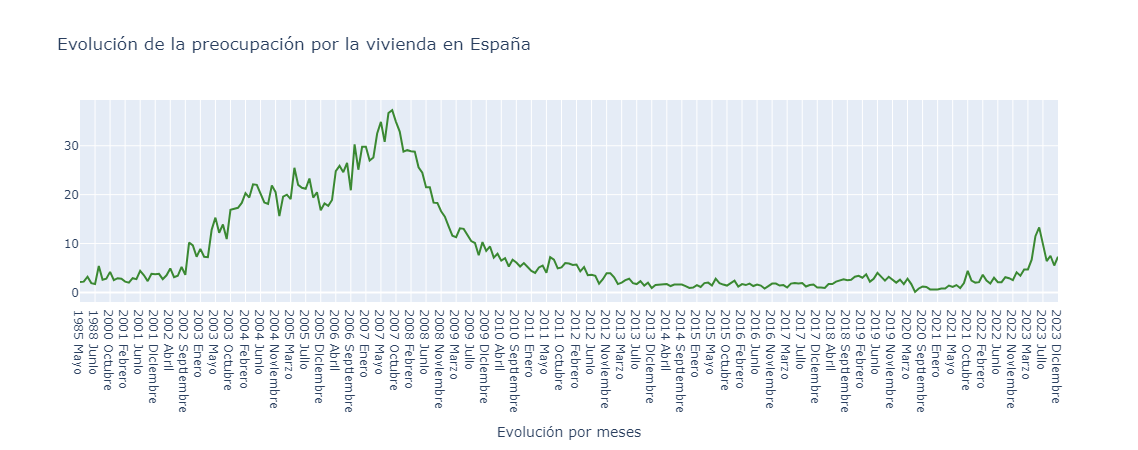 Evolución de la preocupación por la vivienda en España
30
20
10
0
1985 Mayo
1988 Junio
2000 Octubre
2001 Febrero
2001 Junio
2001 Diciembre
2002 Abril
2002 Septiembre
2003 Enero
2003 Mayo
2003 Octubre
2004 Febrero
2004 Junio
2004 Noviembre
2005 Marzo
2005 Julio
2005 Diciembre
2006 Abril
2006 Septiembre
2007 Enero
2007 Mayo
2007 Octubre
2008 Febrero
2008 Junio
2008 Noviembre
2009 Marzo
2009 Julio
2009 Diciembre
2010 Abril
2010 Septiembre
2011 Enero
2011 Mayo
2011 Octubre
2012 Febrero
2012 Junio
2012 Noviembre
2013 Marzo
2013 Julio
2013 Diciembre
2014 Abril
2014 Septiembre
2015 Enero
2015 Mayo
2015 Octubre
2016 Febrero
2016 Junio
2016 Noviembre
2017 Marzo
2017 Julio
2017 Diciembre
2018 Abril
2018 Septiembre
2019 Enero
2019 Junio
2019 Noviembre
2020 Marzo
2020 Septiembre
2021 Enero
2021 Mayo
2021 Octubre
2022 Febrero
2022 Junio
2022 Noviembre
2023 Marzo
2023 Julio
2023 Diciembre
Evolución por meses